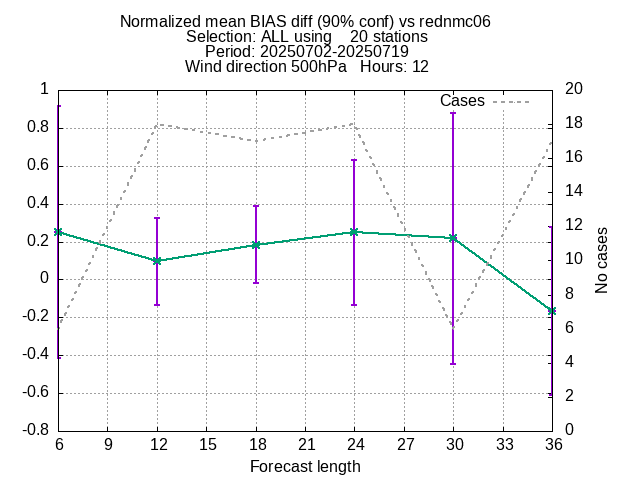 Normalized mean BIAS diff (90% conf) vs rednmc06
Selection: ALL using    20 stations
Period: 20250702-20250719
Wind direction 500hPa   Hours: 12
Cases
1
0.8
0.6
0.4
0.2
0
-0.2
-0.4
-0.6
-0.8
20
18
16
14
12
10
8
6
4
2
0
No cases
6 9 12 15 18 21 24 27 30 33 36
Forecast length